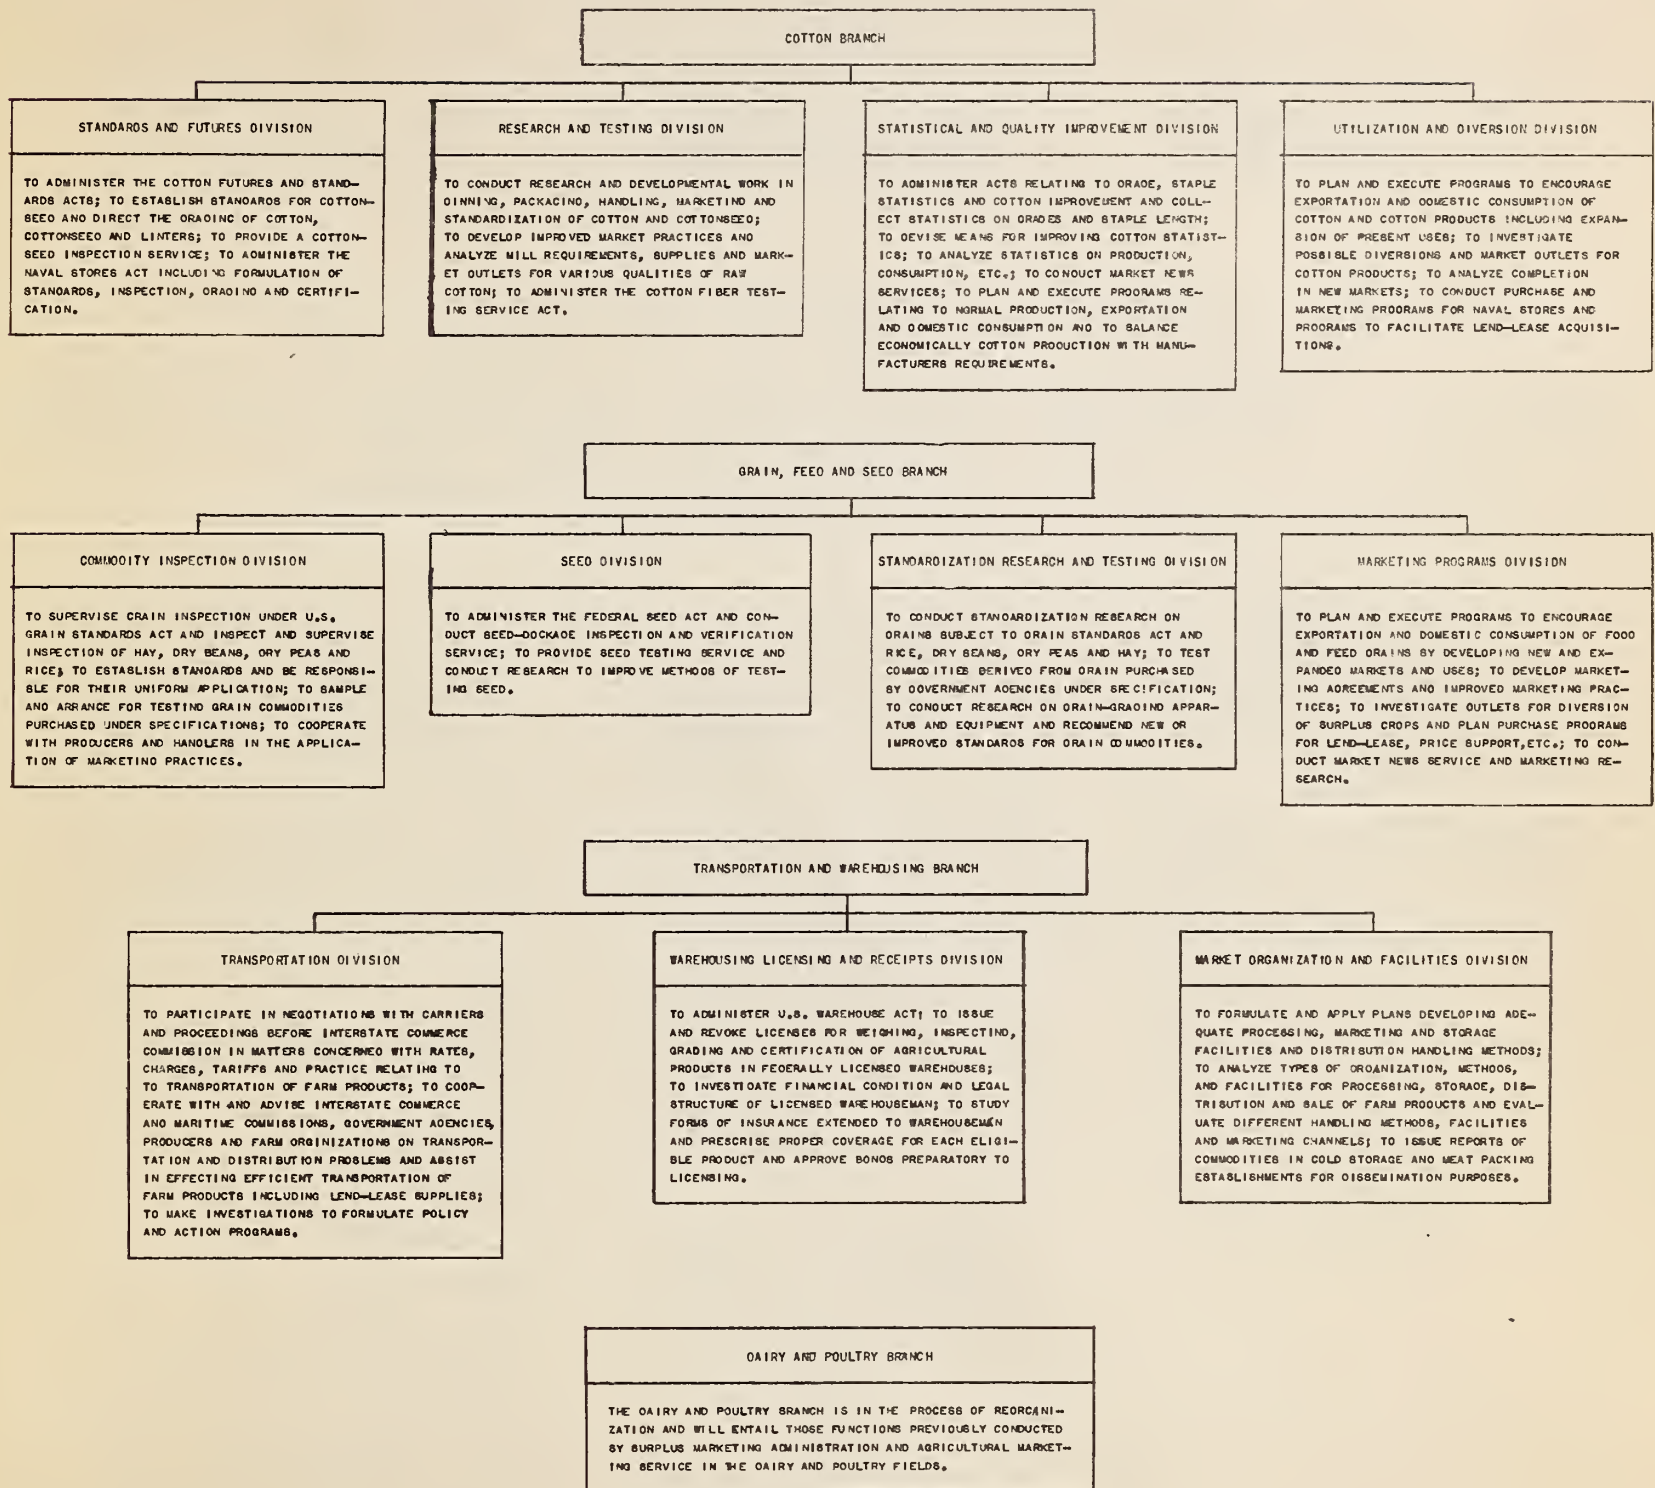 COTTON BRANCH
STANDARDS AND FUTURES DIVISION
TO ADMINISTER THE COTTON FUTURES AND STAND—
ARDS ACTS; TO ESTABLISH STANDARDS FOR COTTON—
SEED AND DIRECT THE GRADING OF COTTON,
COTTONSEED AND LINTERS; TO PROVIDE A COTTON—
SEED INSPECTION SERVICE; TO ADMINISTER THE
NAVAL STORES ACT INCLUDING FORMULATION OF
STANDARDS, INSPECTION, GRADING AND CERTIFI—
CATION.
RESEARCH AND TESTING DIVISION
TO CONDUCT RESEARCH AND DEVELOPMENTAL WORK IN
GINNING, PACKAGING, HANDLING, MARKETING AND
STANDARDIZATION OF COTTON AND COTTONSEED;
TO DEVELOP IMPROVED MARKET PRACTICES AND
ANALYZE MILL REQUIREMENTS, SUPPLIES AND MARK—
ET OUTLETS FOR VARIOUS QUALITIES OF RAW
COTTON; TO ADMINISTER THE COTTON FIBER TEST—
ING SERVICE ACT.
STATISTICAL AND QUALITY IMPROVEMENT DIVISION
TO ADMINISTER ACTS RELATING TO GRADE, STAPLE
STATISTICS AND COTTON IMPROVEMENT AND COLL—
ECT STATISTICS ON GRADES AND STAPLE LENGTH;
TO DEVISE MEANS FOR IMPROVING COTTON STATIST—
ICS; TO ANALYZE STATISTICS ON PRODUCTION,
CONSUMPTION, ETC.; TO CONDUCT MARKET NEWS
SERVICES; TO PLAN AND EXECUTE PROGRAMS RE—
LATING TO NORMAL PRODUCTION, EXPORTATION
AND DOMESTIC CONSUMPTION AND TO BALANCE
ECONOMICALLY COTTON PRODUCTION WITH MANU—
FACTURERS REQUIREMENTS.
UTILIZATION AND DIVERSION DIVISION
TO PLAN AND EXECUTE PROGRAMS TO ENCOURAGE
EXPORTATION AND DOMESTIC CONSUMPTION OF
COTTON AND COTTON PRODUCTS INCLUDING EXPAN—
SION OF PRESENT USES; TO INVESTIGATE
POSSIBLE DIVERSIONS AND MARKET OUTLETS FOR
COTTON PRODUCTS; TO ANALYZE COMPLETION
IN NEW MARKETS; TO CONDUCT PURCHASE AND
MARKETING PROGRAMS FOR NAVAL STORES AND
PROGRAMS TO FACILITATE LEND—LEASE ACQUISI—
TIONS.
GRAIN, FEED AND SEED BRANCH
COMMODITY INSPECTION DIVISION
TO SUPERVISE GRAIN INSPECTION UNDER U.S.
GRAIN STANDARDS ACT AND INSPECT AND SUPERVISE
INSPECTION OF HAY, DRY BEANS, DRY PEAS AND
RICE; TO ESTABLISH STANDARDS AND BE RESPONSI—
BLE FOR THEIR UNIFORM APPLICATION; TO SAMPLE
AND ARRANGE FOR TESTING GRAIN COMMODITIES
PURCHASED UNDER SPECIFICATIONS; TO COOPERATE
WITH PRODUCERS AND HANDLERS IN THE APPLICA—
TION OF MARKETING PRACTICES.
SEED DIVISION
TO ADMINISTER THE FEDERAL SEED ACT AND CON—
DUCT SEED—DOCKAGE INSPECTION AND VERIFICATION
SERVICE; TO PROVIDE SEED TESTING SERVICE AND
CONDUCT RESEARCH TO IMPROVE METHODS OF TEST—
ING SEED.
STANDARDIZATION RESEARCH AND TESTING DIVISION
TO CONDUCT STANDARDIZATION RESEARCH ON
GRAINS SUBJECT TO GRAIN STANDARDS ACT AND
RICE, DRY BEANS, DRY PEAS AND HAY; TO TEST
COMMODITIES DERIVED FROM GRAIN PURCHASED
BY GOVERNMENT AGENCIES UNDER SPECIFICATION;
TO CONDUCT RESEARCH ON GRAIN—GRADING APPAR—
ATUS AND EQUIPMENT AND RECOMMEND NEW OR
IMPROVED STANDARDS FOR GRAIN COMMODITIES.
MARKETING PROGRAMS DIVISION
TO PLAN AND EXECUTE PROGRAMS TO ENCOURAGE
EXPORTATION AND DOMESTIC CONSUMPTION OF FOOD
AND FEED GRAINS BY DEVELOPING NEW AND EX—
PANDED MARKETS AND USES; TO DEVELOP MARKET—
ING AGREEMENTS AND IMPROVED MARKETING PRAC—
TICES; TO INVESTIGATE OUTLETS FOR DIVERSION
OF SURPLUS CROPS AND PLAN PURCHASE PROGRAMS
FOR LEND—LEASE, PRICE SUPPORT, ETC.; TO CON—
DUCT MARKET NEWS SERVICE AND MARKETING RE—
SEARCH.
TRANSPORTATION AND WAREHOUSING BRANCH
TRANSPORTATION DIVISION
TO PARTICIPATE IN NEGOTIATIONS WITH CARRIERS
AND PROCEEDINGS BEFORE INTERSTATE COMMERCE
COMMISSION IN MATTERS CONCERNED WITH RATES,
CHARGES, TARIFFS AND PRACTICE RELATING TO
TO TRANSPORTATION OF FARM PRODUCTS; TO COOP—
ERATE WITH AND ADVISE INTERSTATE COMMERCE
AND MARITIME COMMISSIONS, GOVERNMENT AGENCIES,
PRODUCERS AND FARM ORGINIZATIONS ON TRANSPOR—
TATION AND DISTRIBUTION PROBLEMS AND ASSIST
IN EFFECTING EFFICIENT TRANSPORTATION OF
FARM PRODUCTS INCLUDING LEND—LEASE SUPPLIES;
TO MAKE INVESTIGATIONS TO FORMULATE POLICY
AND ACTION PROGRAMS.
WAREHOUSING LICENSING AND RECEIPTS DIVISION
TO ADMINISTER U.S. WAREHOUSE ACT; TO ISSUE
AND REVOKE LICENSES FOR WEIGHING, INSPECTING,
GRADING AND CERTIFICATION OF AGRICULTURAL
PRODUCTS IN FEDERALLY LICENSED WAREHOUSES;
TO INVESTIGATE FINANCIAL CONDITION AND LEGAL
STRUCTURE OF LICENSED WAREHOUSEMAN; TO STUDY
FORMS OF INSURANCE EXTENDED TO WAREHOUSEMEN
AND PRESCRISE PROPER COVERAGE FOR EACH ELIGI—
BLE PRODUCT AND APPROVE BONDS PREPARATORY TO
LICENSING.
MARKET ORGANIZATION AND FACILITIES DIVISION
TO FORMULATE AND APPLY PLANS DEVELOPING ADE—
QUATE PROCESSING, MARKETING AND STORAGE
FACILITIES AND DISTRIBUTION HANDLING METHODS;
TO ANALYZE TYPES OF ORGANIZATION, METHODS,
AND FACILITIES FOR PROCESSING, STORAGE, DIS—
TRIBUTION AND SALE OF FARM PRODUCTS AND EVAL—
UATE DIFFERENT HANDLING METHODS, FACILITIES
AND MARKETING CHANNELS; TO ISSUE REPORTS OF
COMMODITIES IN COLD STORAGE AND MEAT PACKING
ESTABLISHMENTS FOR DISSEMINATION PURPOSES.
DAIRY AND POULTRY BRANCH
THE DAIRY AND POULTRY BRANCH IS IN THE PROCESS OF REORGANI—
ZATION AND WILL ENTAIL THOSE FUNCTIONS PREVIOUSLY CONDUCTED
BY SURPLUS MARKETING ADMINISTRATION AND AGRICULTURAL MARKET—
ING SERVICE IN THE DAIRY AND POULTRY FIELDS.